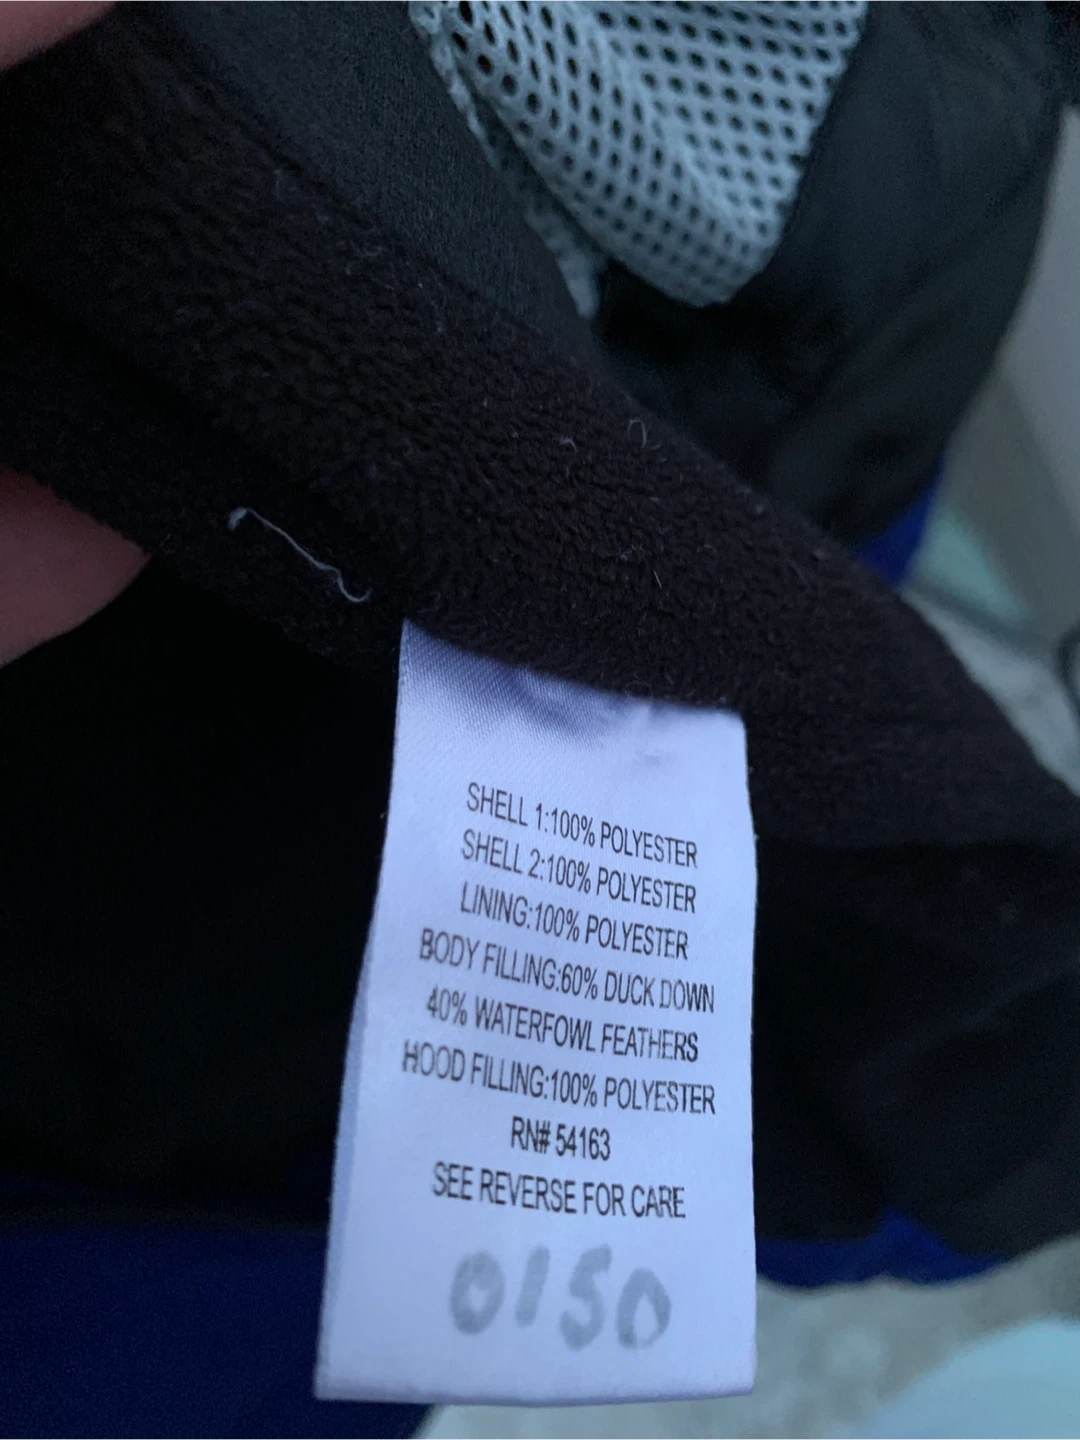 SHELL 1:100% POLYESTER
SHELL 2:100% POLYESTER
LINING:100% POLYESTER
BODY FILLING:60% DUCK DOWN
40% WATERFOWL FEATHERS
HOOD FILLING:100% POLYESTER
RN# 54163
SEE REVERSE FOR CARE
0150